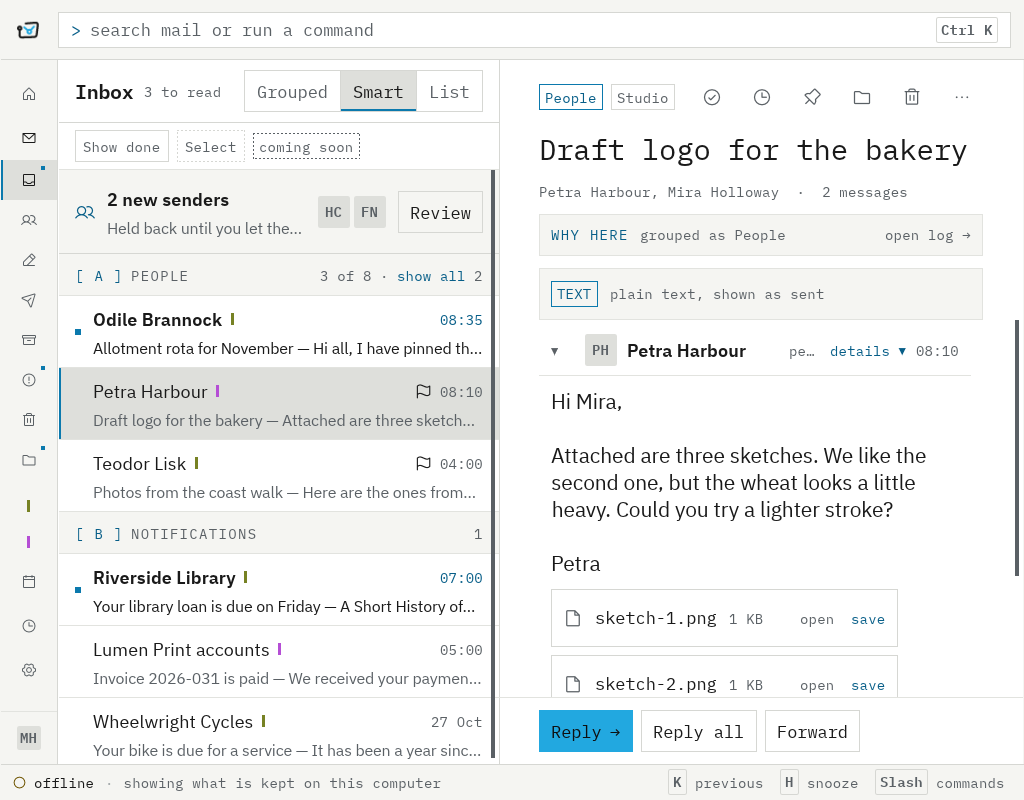 > search mail or run a command Ctrl K
Inbox 3 to read Grouped Smart List
Show done Select coming soon
2 new senders
Held back until you let the... HC FN Review
[ A ] PEOPLE 3 of 8 · show all 2
Odile Brannock 08:35
Allotment rota for November — Hi all, I have pinned th...
Petra Harbour 08:10
Draft logo for the bakery — Attached are three sketch...
Teodor Lisk 04:00
Photos from the coast walk — Here are the ones from...
[ B ] NOTIFICATIONS 1
Riverside Library 07:00
Your library loan is due on Friday — A Short History of...
Lumen Print accounts 05:00
Invoice 2026-031 is paid — We received your paymen...
Wheelwright Cycles 27 Oct
Your bike is due for a service — It has been a year sinc...
MH
People Studio ...
Draft logo for the bakery
Petra Harbour, Mira Holloway · 2 messages
WHY HERE grouped as People open log →
TEXT plain text, shown as sent
▼ PH Petra Harbour pe... details ▼ 08:10
Hi Mira,
Attached are three sketches. We like the
second one, but the wheat looks a little
heavy. Could you try a lighter stroke?
Petra
sketch-1.png 1 KB open save
sketch-2.png 1 KB open save
Reply → Reply all Forward
offline · showing what is kept on this computer K previous H snooze Slash commands